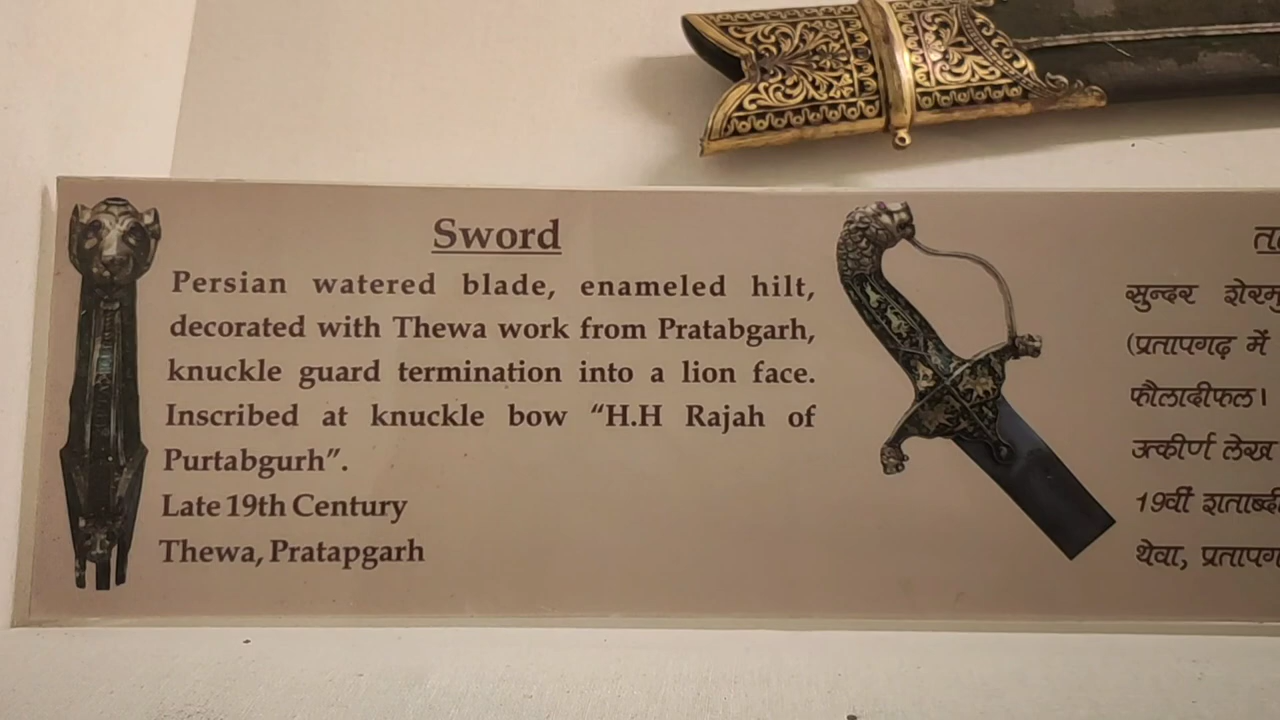 Sword
Persian watered blade, enameled hilt,
decorated with Thewa work from Pratabgarh,
knuckle guard termination into a lion face.
Inscribed at knuckle bow “H.H Rajah of
Purtabgurh”.
Late 19th Century
Thewa, Pratapgarh
सुन्दर
(प्रतापगढ़ में
फौलादीफल।
उत्कीर्ण लेख
19वीं
थेवा,